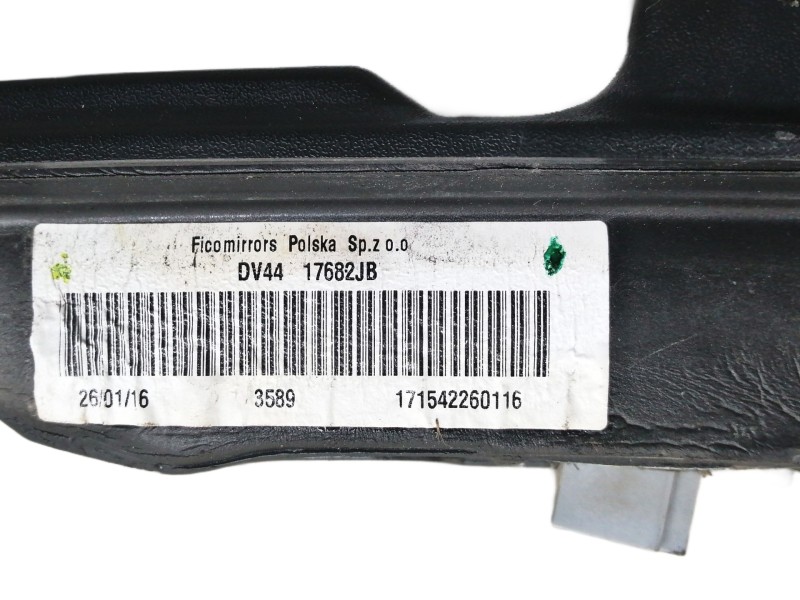 Ficomirrors Polska Sp.z o.o
DV44 17682JB
26/01/16 3589 171542260116